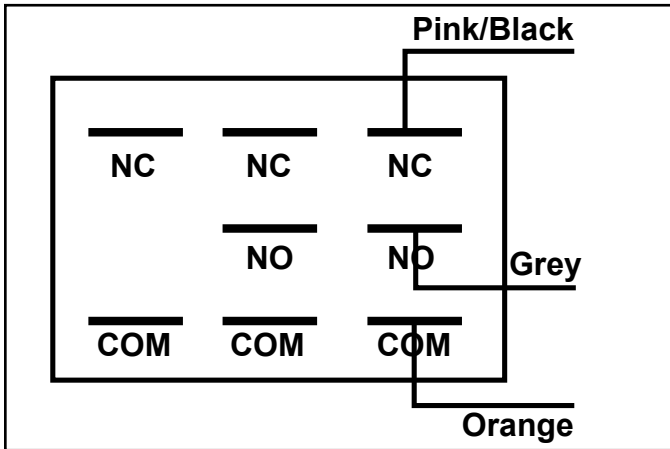 Pink/Black
NC NC NC
NO NO
Grey
COM COM COM
Orange